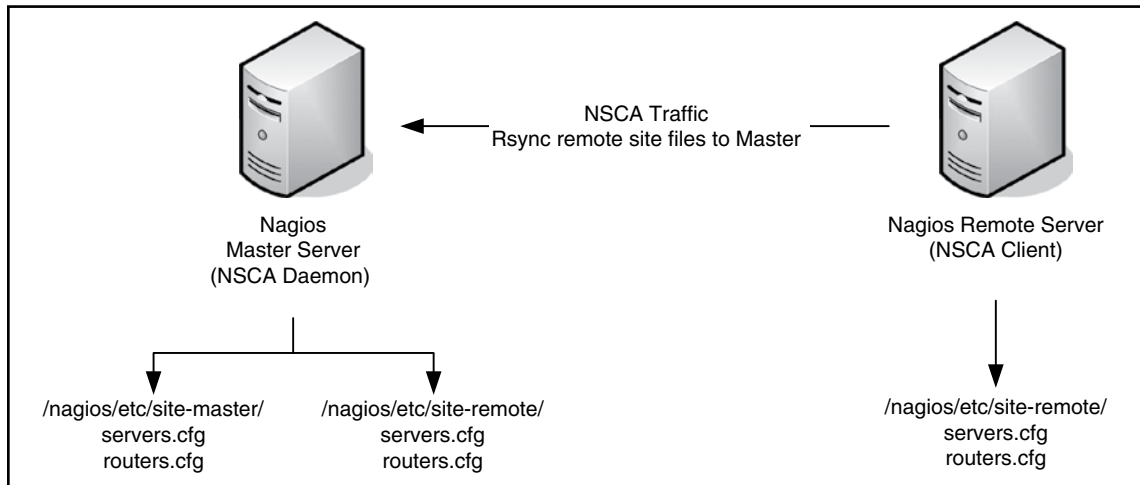 NSCA Traffic
Rsync remote site files to Master
Nagios
Master Server
(NSCA Daemon)
Nagios Remote Server
(NSCA Client)
/nagios/etc/site-master/
servers.cfg
routers.cfg
/nagios/etc/site-remote/
servers.cfg
routers.cfg
/nagios/etc/site-remote/
servers.cfg
routers.cfg